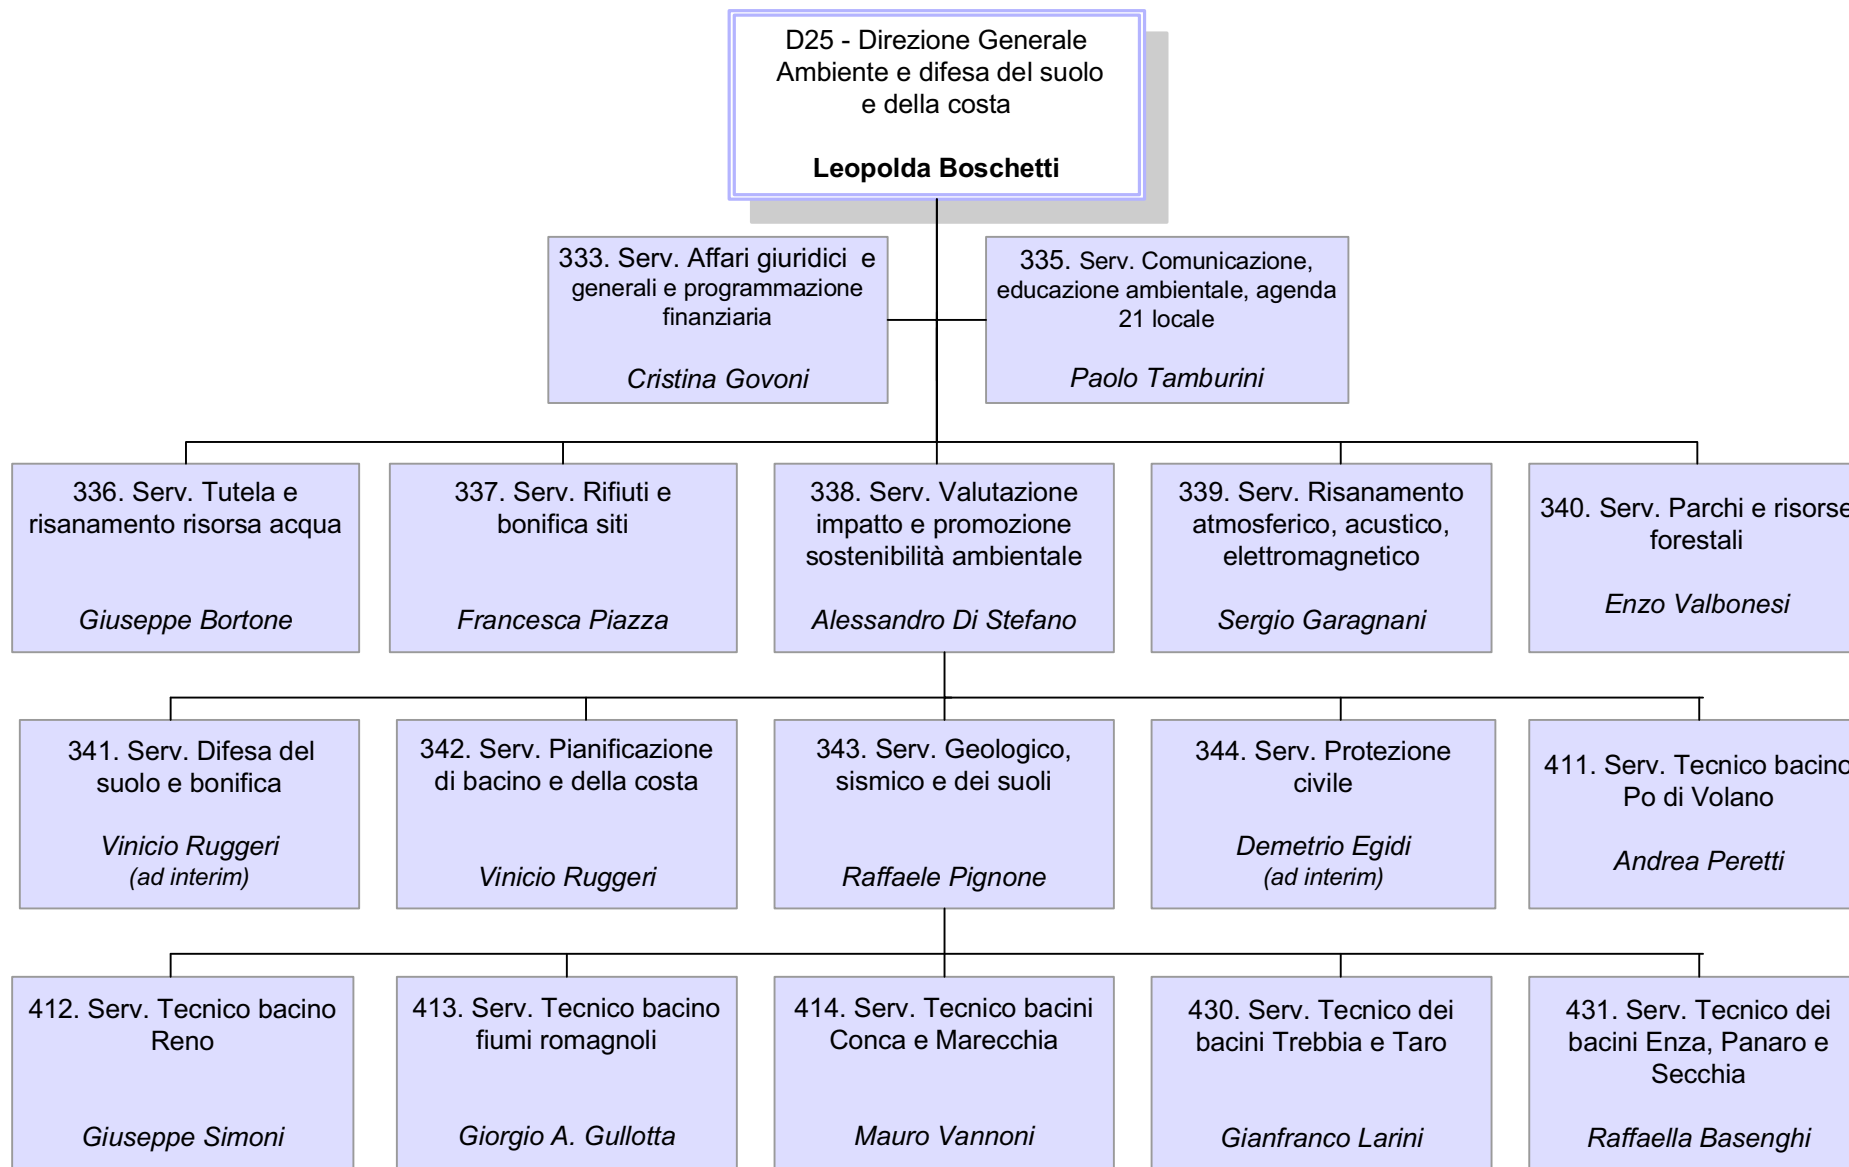 D25 - Direzione Generale
Ambiente e difesa del suolo
e della costa
Leopolda Boschetti
333. Serv. Affari giuridici e
generali e programmazione
finanziaria
Cristina Govoni
335. Serv. Comunicazione,
educazione ambientale, agenda
21 locale
Paolo Tamburini
336. Serv. Tutela e
risanamento risorsa acqua
Giuseppe Bortone
337. Serv. Rifiuti e
bonifica siti
Francesca Piazza
338. Serv. Valutazione
impatto e promozione
sostenibilità ambientale
Alessandro Di Stefano
339. Serv. Risanamento
atmosferico, acustico,
elettromagnetico
Sergio Garagnani
340. Serv. Parchi e risorse
forestali
Enzo Valbonesi
341. Serv. Difesa del
suolo e bonifica
Vinicio Ruggeri
(ad interim)
342. Serv. Pianificazione
di bacino e della costa
Vinicio Ruggeri
343. Serv. Geologico,
sismico e dei suoli
Raffaele Pignone
344. Serv. Protezione
civile
Demetrio Egidi
(ad interim)
411. Serv. Tecnico bacino
Po di Volano
Andrea Peretti
412. Serv. Tecnico bacino
Reno
Giuseppe Simoni
413. Serv. Tecnico bacino
fiumi romagnoli
Giorgio A. Gullotta
414. Serv. Tecnico bacini
Conca e Marecchia
Mauro Vannoni
430. Serv. Tecnico dei
bacini Trebbia e Taro
Gianfranco Larini
431. Serv. Tecnico dei
bacini Enza, Panaro e
Secchia
Raffaella Basenghi